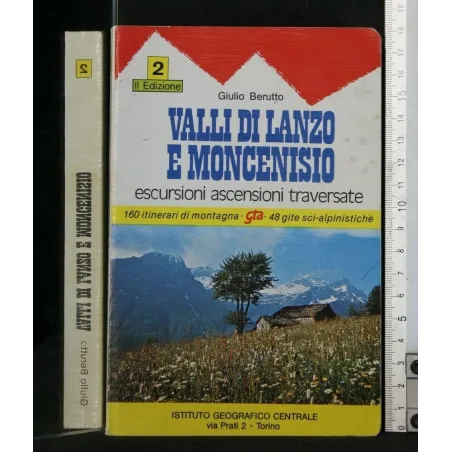 2
VALLI DI LANZO E MONCENISIO
Giulio Berutto
2
II Edizione
Giulio Berutto
VALLI DI LANZO
E MONCENISIO
escursioni ascensioni traversate
160 itinerari di montagna - gta - 48 gite sci-alpinistiche
ISTITUTO GEOGRAFICO CENTRALE
via Prati 2 - Torino